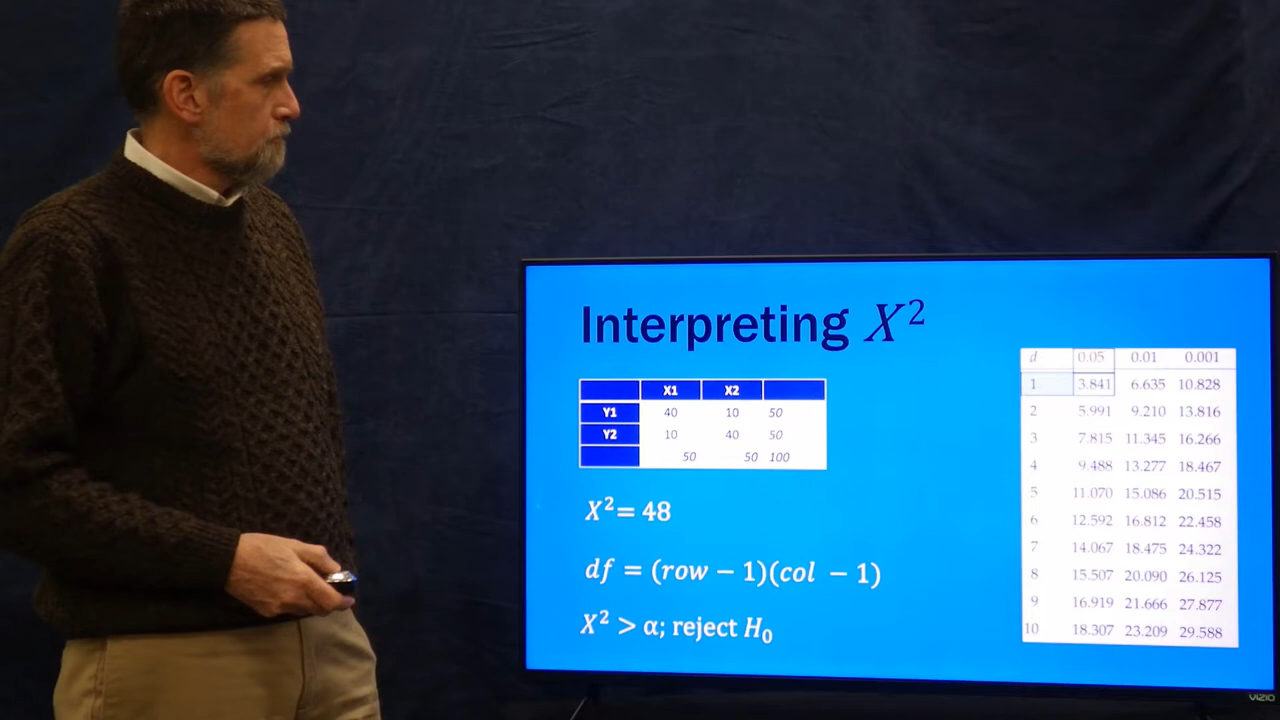 Interpreting X²
X1 X2
Y1 40 10 50
Y2 10 40 50
50 50 100
X² = 48
df = (row − 1)(col − 1)
X² > α; reject H₀
d 0.05 0.01 0.001
1 3.841 6.635 10.828
2 5.991 9.210 13.816
3 7.815 11.345 16.266
4 9.488 13.277 18.467
5 11.070 15.086 20.515
6 12.592 16.812 22.458
7 14.067 18.475 24.322
8 15.507 20.090 26.125
9 16.919 21.666 27.877
10 18.307 23.209 29.588
VIZIO